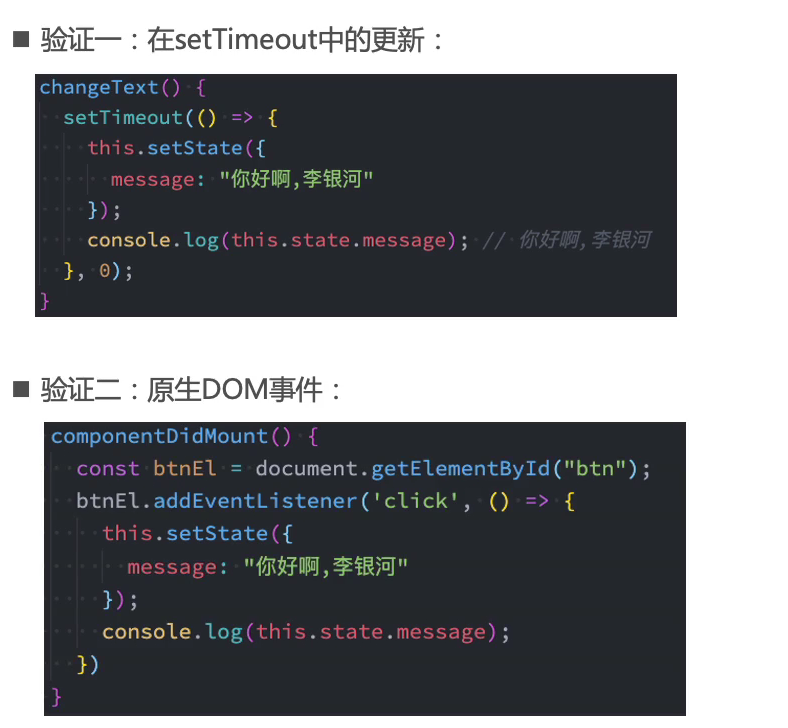 ■ 验证一：在setTimeout中的更新：
changeText() {
setTimeout(() => {
this.setState({
message: "你好啊,李银河"
});
console.log(this.state.message); // 你好啊,李银河
}, 0);
}
■ 验证二：原生DOM事件：
componentDidMount() {
const btnEl = document.getElementById("btn");
btnEl.addEventListener('click', () => {
this.setState({
message: "你好啊,李银河"
});
console.log(this.state.message);
})
}